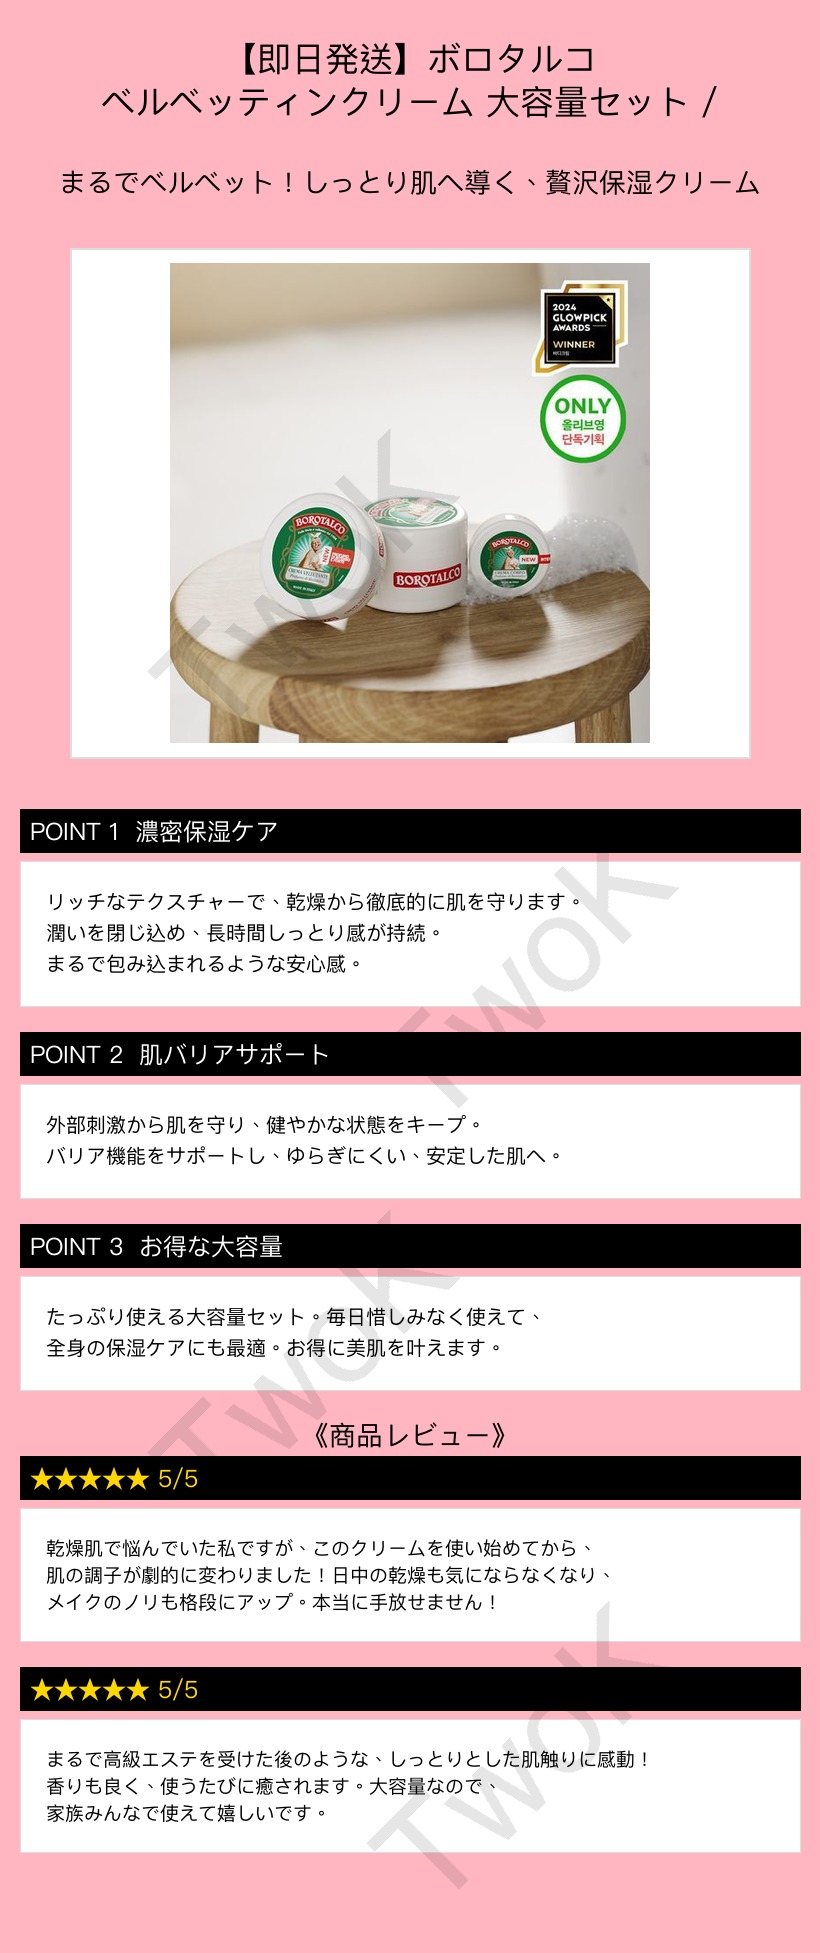 【即日発送】ボロタルコ
ベルベッティンクリーム 大容量セット /
まるでベルベット！しっとり肌へ導く、贅沢保湿クリーム
2024
GLOWPICK
AWARDS
WINNER
바디크림
ONLY
올리브영
단독기획
BOROTALCO
NEW
CREMA VELLUTANTE
MADE IN ITALY
BOROTALCO
BOROTALCO
NEW
CREMA CORPO
TwoK
POINT 1 濃密保湿ケア
リッチなテクスチャーで、乾燥から徹底的に肌を守ります。
潤いを閉じ込め、長時間しっとり感が持続。
まるで包み込まれるような安心感。
TwoK
POINT 2 肌バリアサポート
外部刺激から肌を守り、健やかな状態をキープ。
バリア機能をサポートし、ゆらぎにくい、安定した肌へ。
POINT 3 お得な大容量
たっぷり使える大容量セット。毎日惜しみなく使えて、
全身の保湿ケアにも最適。お得に美肌を叶えます。
TwoK
《商品レビュー》
★★★★★ 5/5
乾燥肌で悩んでいた私ですが、このクリームを使い始めてから、
肌の調子が劇的に変わりました！日中の乾燥も気にならなくなり、
メイクのノリも格段にアップ。本当に手放せません！
★★★★★ 5/5
まるで高級エステを受けた後のような、しっとりとした肌触りに感動！
香りも良く、使うたびに癒されます。大容量なので、
家族みんなで使えて嬉しいです。
TwoK